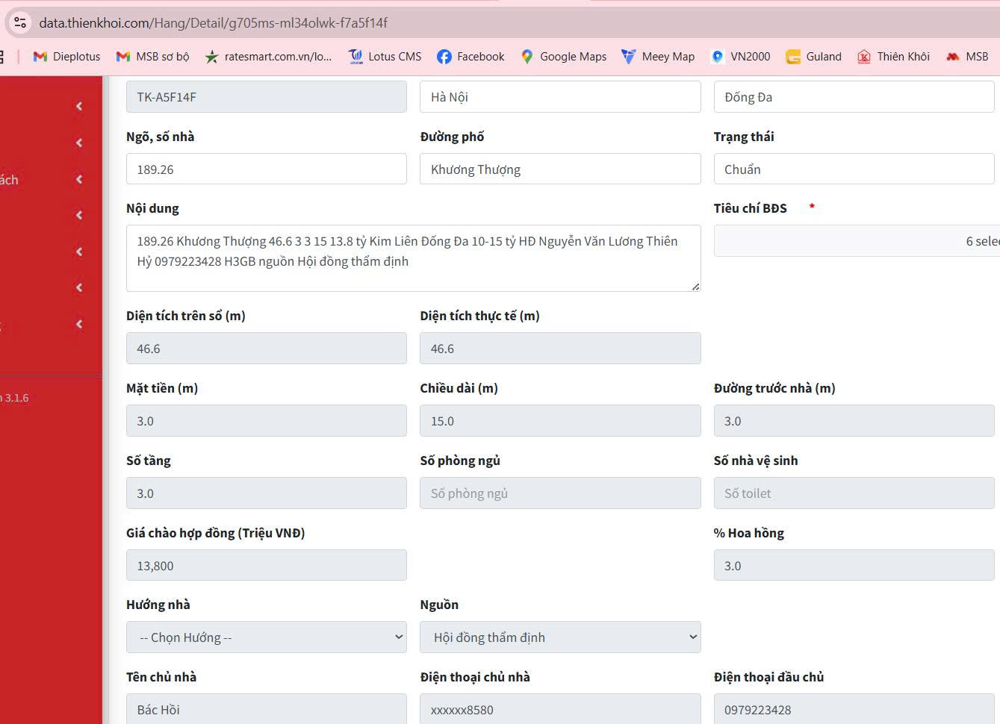 data.thienkhoi.com/Hang/Detail/g705ms-ml34olwk-f7a5f14f
Dieplotus MSB sơ bộ ratesmart.com.vn/lo... Lotus CMS Facebook Google Maps Meey Map VN2000 Guland Thiên Khôi MSB
TK-A5F14F Hà Nội Đống Đa
Ngõ, số nhà Đường phố Trạng thái
189.26 Khương Thượng Chuẩn
ách
Nội dung Tiêu chí BĐS *
189.26 Khương Thượng 46.6 3 3 15 13.8 tỷ Kim Liên Đống Đa 10-15 tỷ HĐ Nguyễn Văn Lương Thiên 6 sele
Hỷ 0979223428 H3GB nguồn Hội đồng thẩm định
Diện tích trên sổ (m) Diện tích thực tế (m)
46.6 46.6
Mặt tiền (m) Chiều dài (m) Đường trước nhà (m)
3.1.6
3.0 15.0 3.0
Số tầng Số phòng ngủ Số nhà vệ sinh
3.0 Số phòng ngủ Số toilet
Giá chào hợp đồng (Triệu VNĐ) % Hoa hồng
13,800 3.0
Hướng nhà Nguồn
-- Chọn Hướng -- Hội đồng thẩm định
Tên chủ nhà Điện thoại chủ nhà Điện thoại đầu chủ
Bác Hồi xxxxxx8580 0979223428